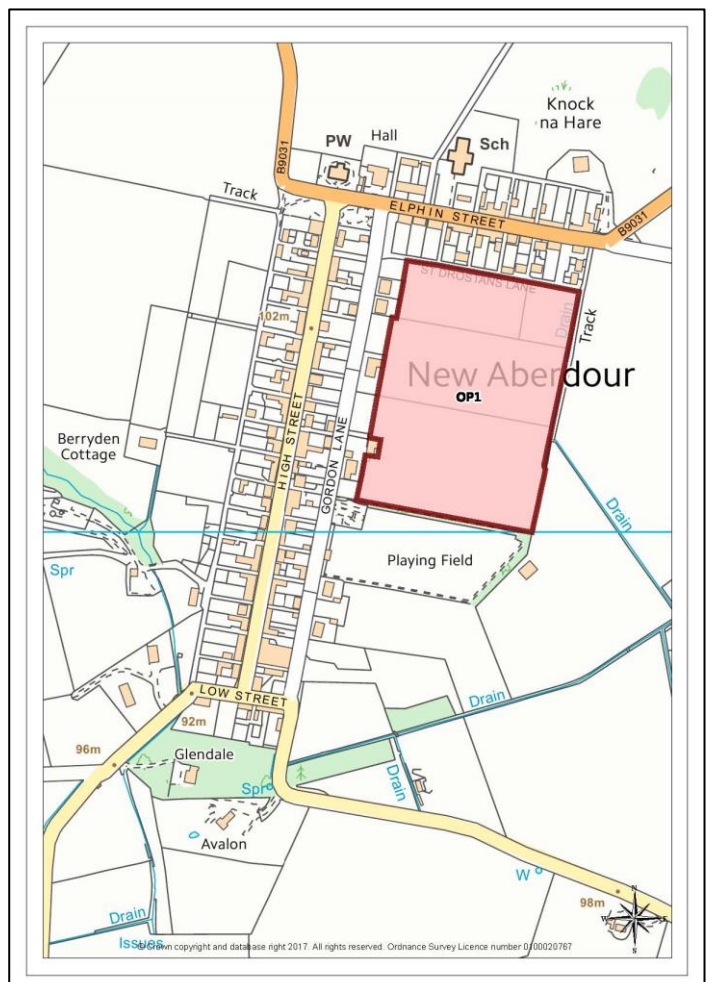 Knock
na Hare
PW
Hall
Sch
B9031
Track
ELPHIN STREET
B9031
ST DROSTANS LANE
Drain
Track
102m
New Aberdour
OP1
HIGH STREET
GORDON LANE
Berryden
Cottage
Drain
Spr
Playing Field
LOW STREET
92m
96m
Glendale
Drain
Spr
Drain
Avalon
W
98m
N
W
E
S
Drain
Issues
© Crown copyright and database right 2017. All rights reserved. Ordnance Survey Licence number 0100020767